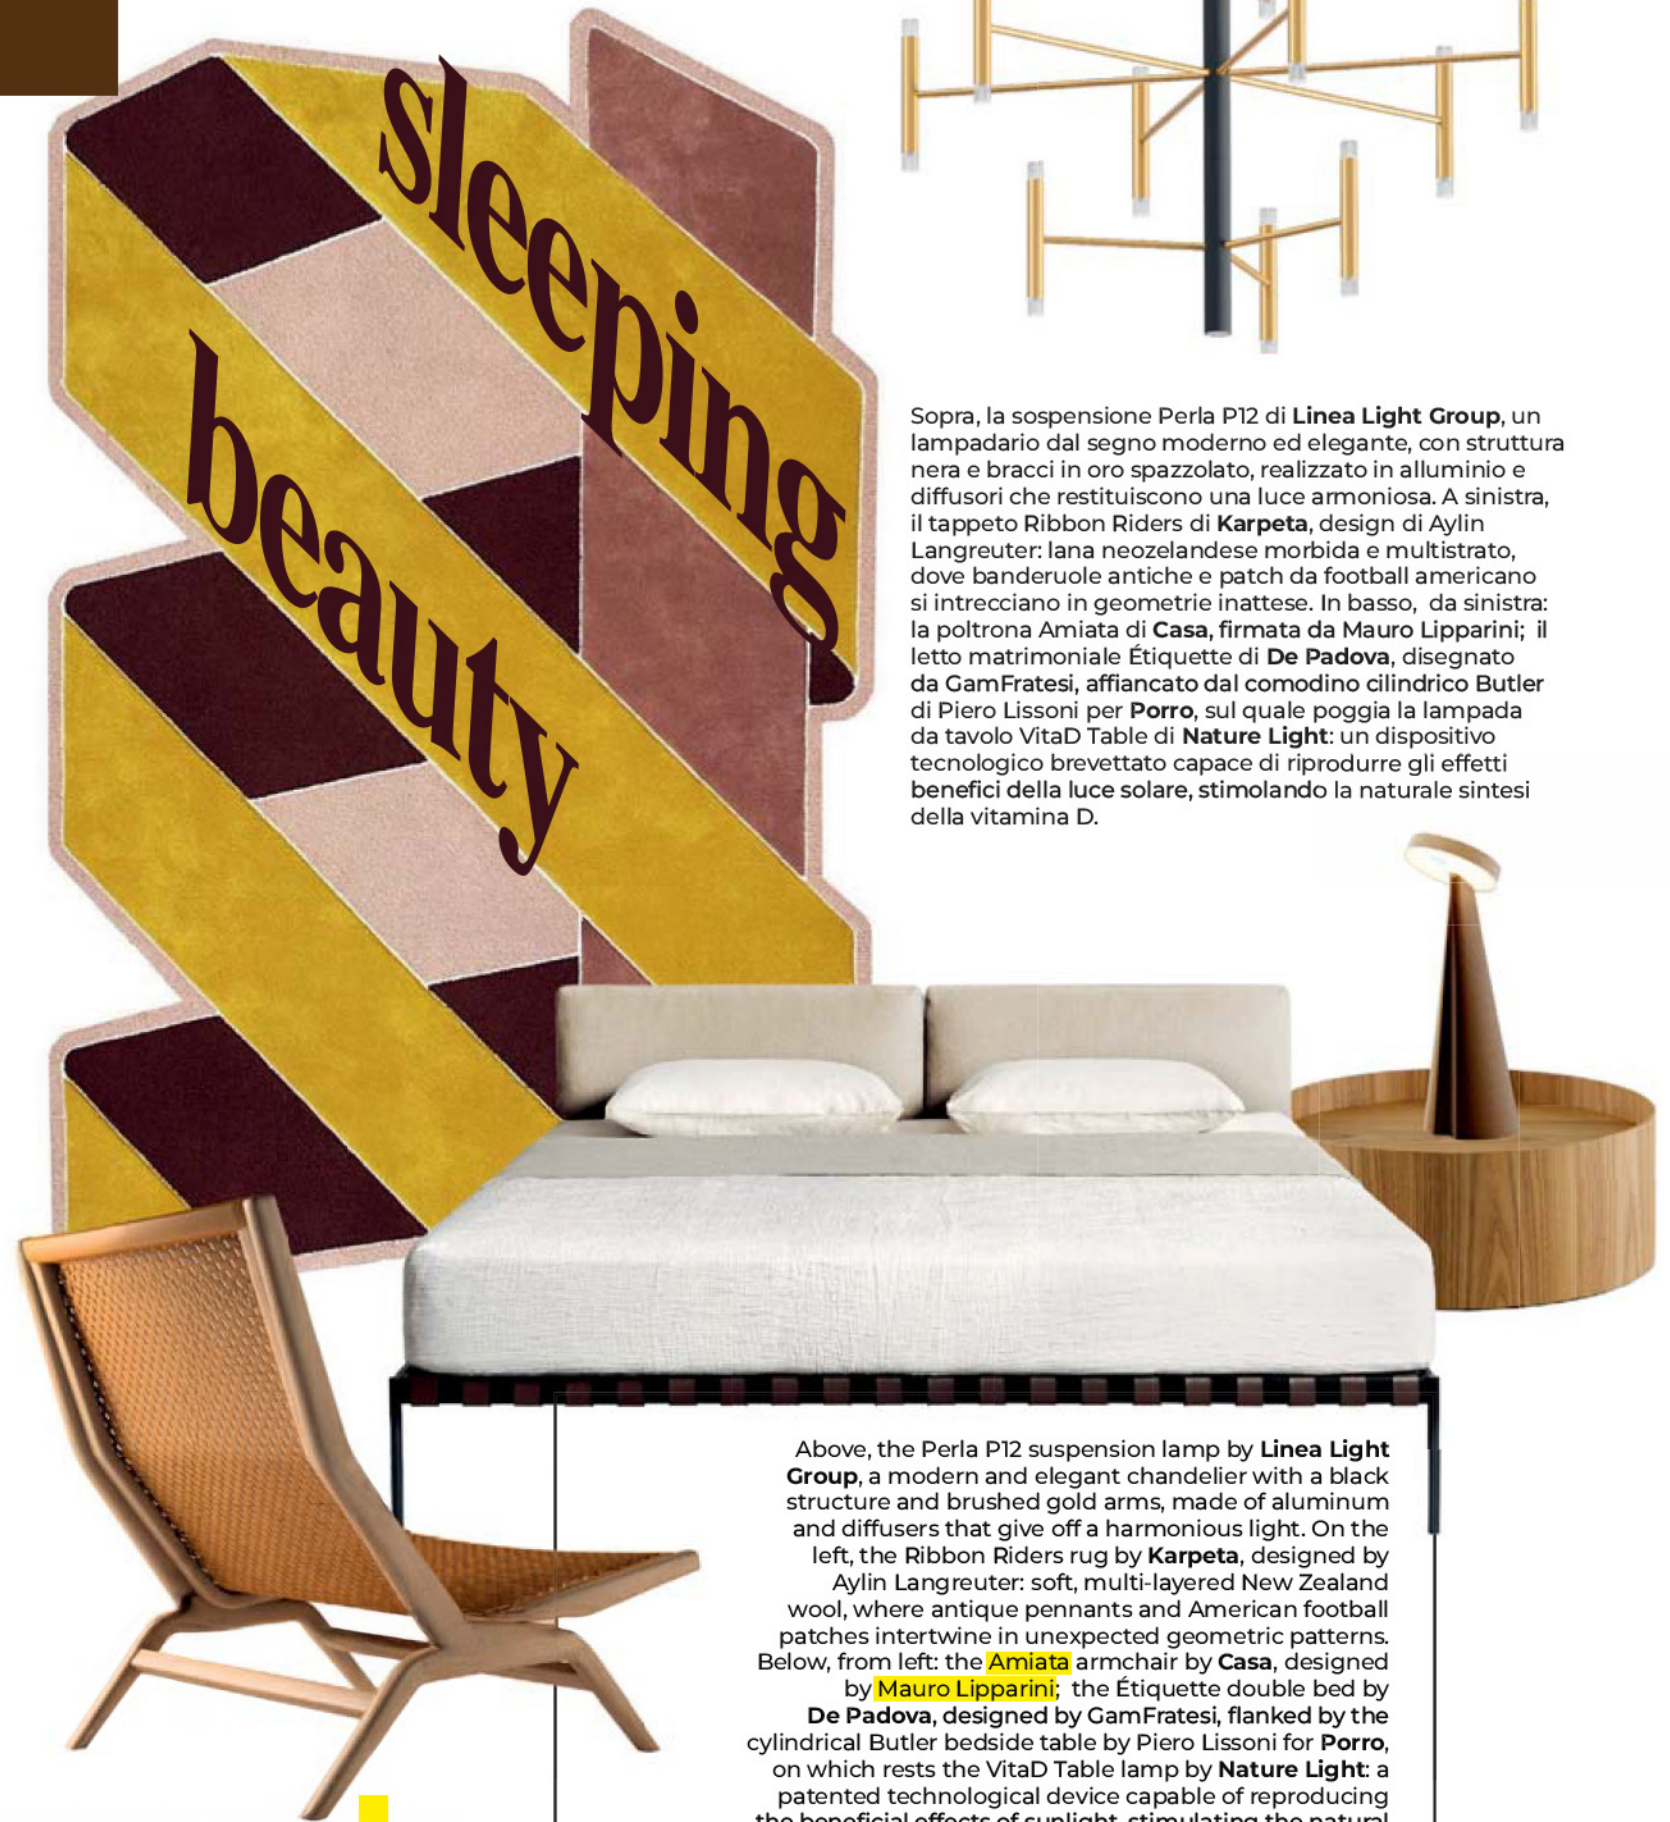 sleeping
beauty
Sopra, la sospensione Perla P12 di Linea Light Group, un
lampadario dal segno moderno ed elegante, con struttura
nera e bracci in oro spazzolato, realizzato in alluminio e
diffusori che restituiscono una luce armoniosa. A sinistra,
il tappeto Ribbon Riders di Karpeta, design di Aylin
Langreuter: lana neozelandese morbida e multistrato,
dove banderuole antiche e patch da football americano
si intrecciano in geometrie inattese. In basso, da sinistra:
la poltrona Amiata di Casa, firmata da Mauro Lipparini; il
letto matrimoniale Étiquette di De Padova, disegnato
da GamFratesi, affiancato dal comodino cilindrico Butler
di Piero Lissoni per Porro, sul quale poggia la lampada
da tavolo VitaD Table di Nature Light: un dispositivo
tecnologico brevettato capace di riprodurre gli effetti
benefici della luce solare, stimolando la naturale sintesi
della vitamina D.
Above, the Perla P12 suspension lamp by Linea Light
Group, a modern and elegant chandelier with a black
structure and brushed gold arms, made of aluminum
and diffusers that give off a harmonious light. On the
left, the Ribbon Riders rug by Karpeta, designed by
Aylin Langreuter: soft, multi-layered New Zealand
wool, where antique pennants and American football
patches intertwine in unexpected geometric patterns.
Below, from left: the Amiata armchair by Casa, designed
by Mauro Lipparini; the Étiquette double bed by
De Padova, designed by GamFratesi, flanked by the
cylindrical Butler bedside table by Piero Lissoni for Porro,
on which rests the VitaD Table lamp by Nature Light: a
patented technological device capable of reproducing
the beneficial effects of sunlight, stimulating the natural